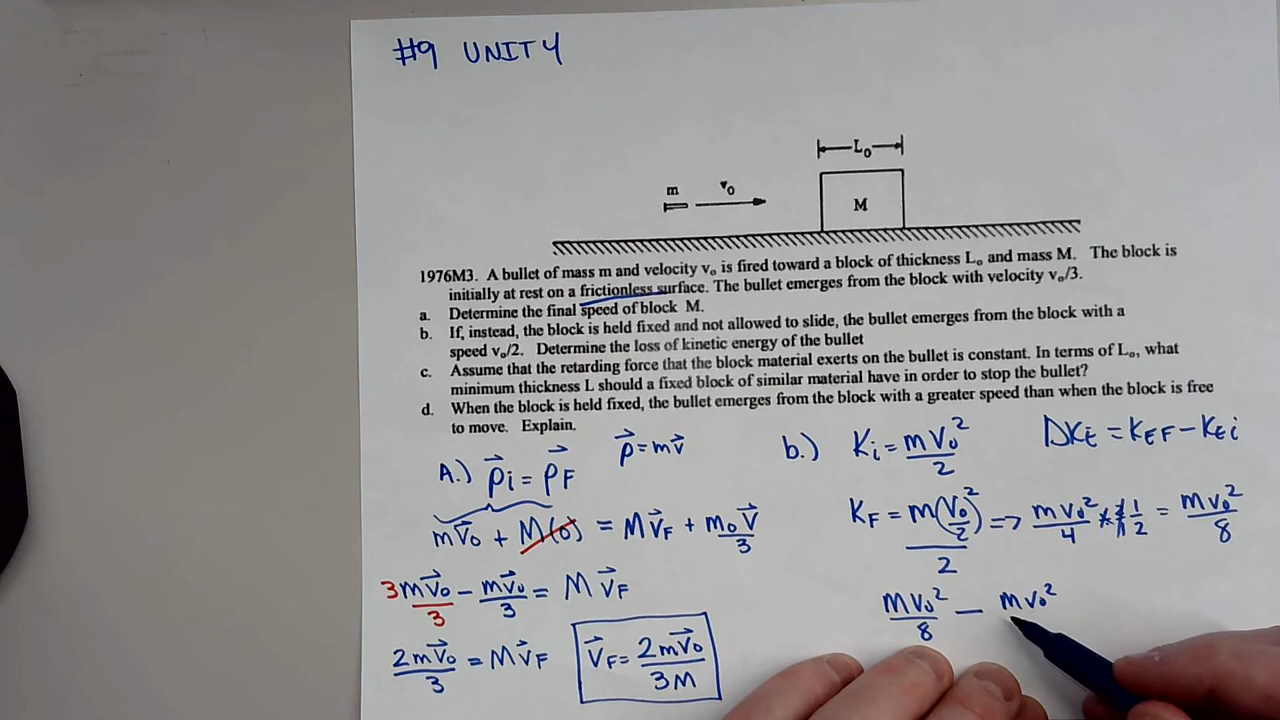 #9 UNIT 4
L₀
m v₀
M
1976M3. A bullet of mass m and velocity v₀ is fired toward a block of thickness L₀ and mass M. The block is
initially at rest on a frictionless surface. The bullet emerges from the block with velocity v₀/3.
a. Determine the final speed of block M.
b. If, instead, the block is held fixed and not allowed to slide, the bullet emerges from the block with a
speed v₀/2. Determine the loss of kinetic energy of the bullet
c. Assume that the retarding force that the block material exerts on the bullet is constant. In terms of L₀, what
minimum thickness L should a fixed block of similar material have in order to stop the bullet?
d. When the block is held fixed, the bullet emerges from the block with a greater speed than when the block is free
to move. Explain.
p⃗ = mv⃗
A.) p⃗i = p⃗F
mv⃗₀ + M(0) = Mv⃗F + m₀v⃗/3
3mv⃗₀/3 - mv⃗₀/3 = Mv⃗F
2mv⃗₀/3 = Mv⃗F
v⃗F = 2mv⃗₀/3M
b.) Ki = mv₀²/2
DKE = KEF - KEi
KF = m(v₀/2)²/2 => mv₀²/4 * 1/2 = mv₀²/8
mv₀²/8 - mv₀²